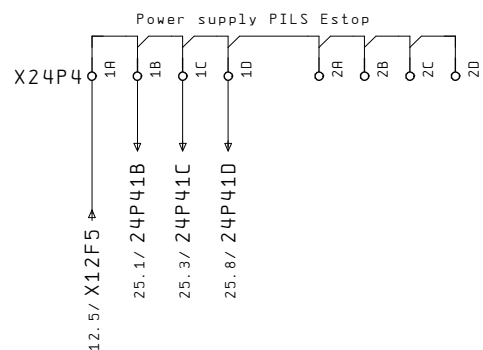 Power supply PILS Estop
X24P4
1A
1B
1C
1D
2A
2B
2C
2D
12.5/ X12F5
25.1/ 24P41B
25.3/ 24P41C
25.8/ 24P41D